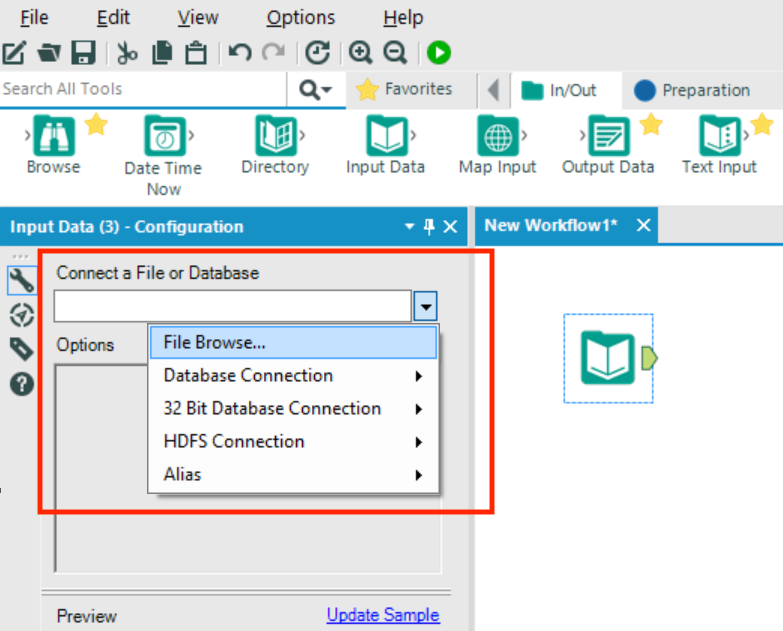 File Edit View Options Help
Search All Tools
Favorites
In/Out
Preparation
Browse
Date Time
Now
Directory
Input Data
Map Input
Output Data
Text Input
Input Data (3) - Configuration
New Workflow1*
Connect a File or Database
Options
File Browse...
Database Connection
32 Bit Database Connection
HDFS Connection
Alias
Preview
Update Sample